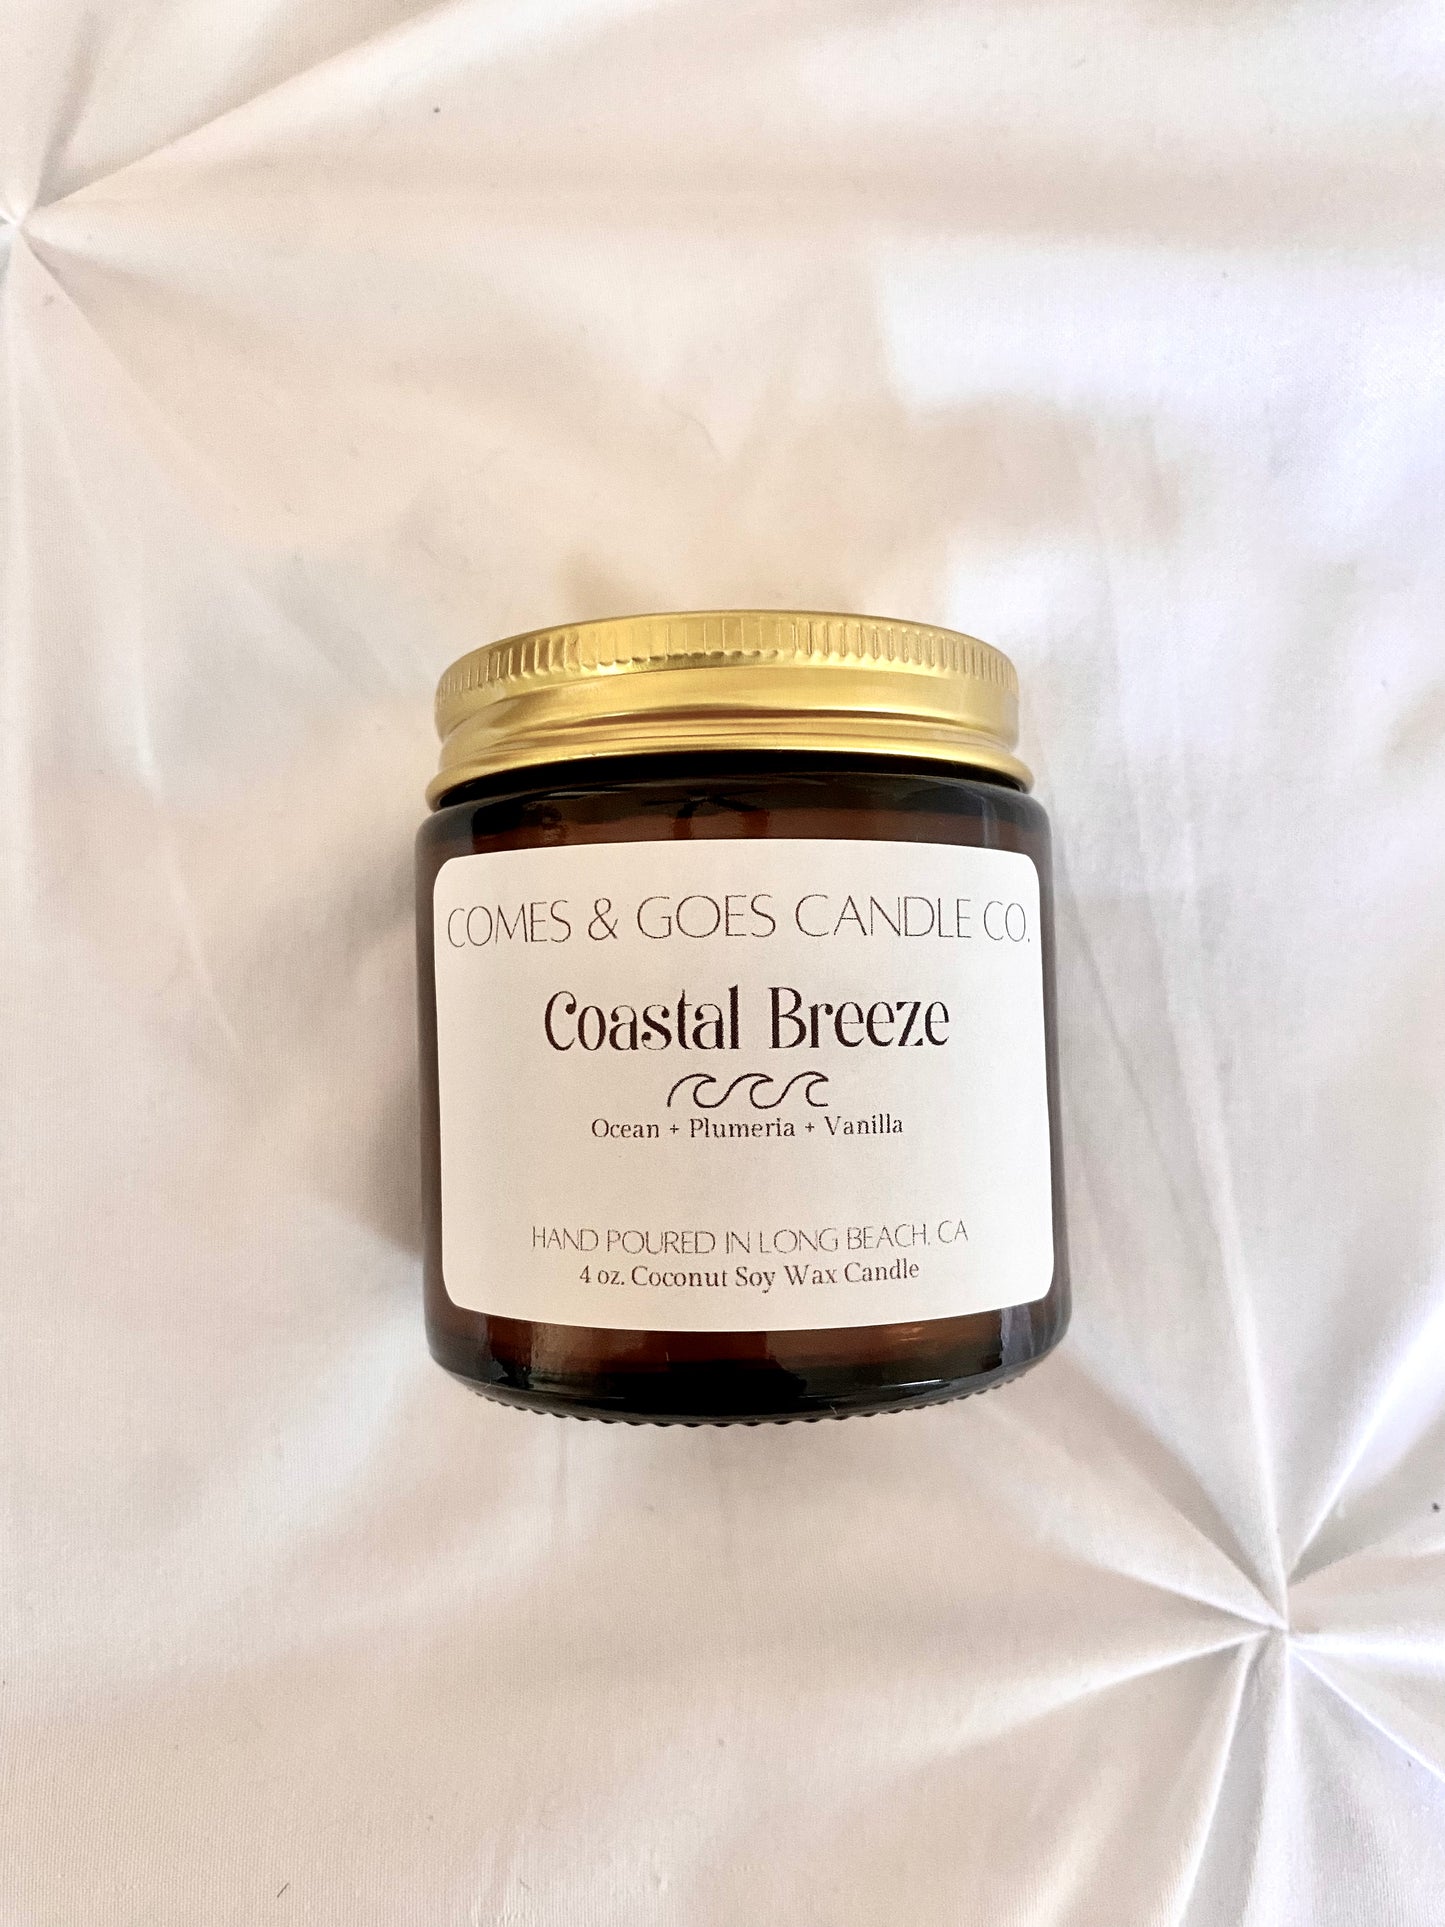 COMES & GOES CANDLE CO.
Coastal Breeze
Ocean + Plumeria + Vanilla
HAND POURED IN LONG BEACH, CA
4 oz. Coconut Soy Wax Candle